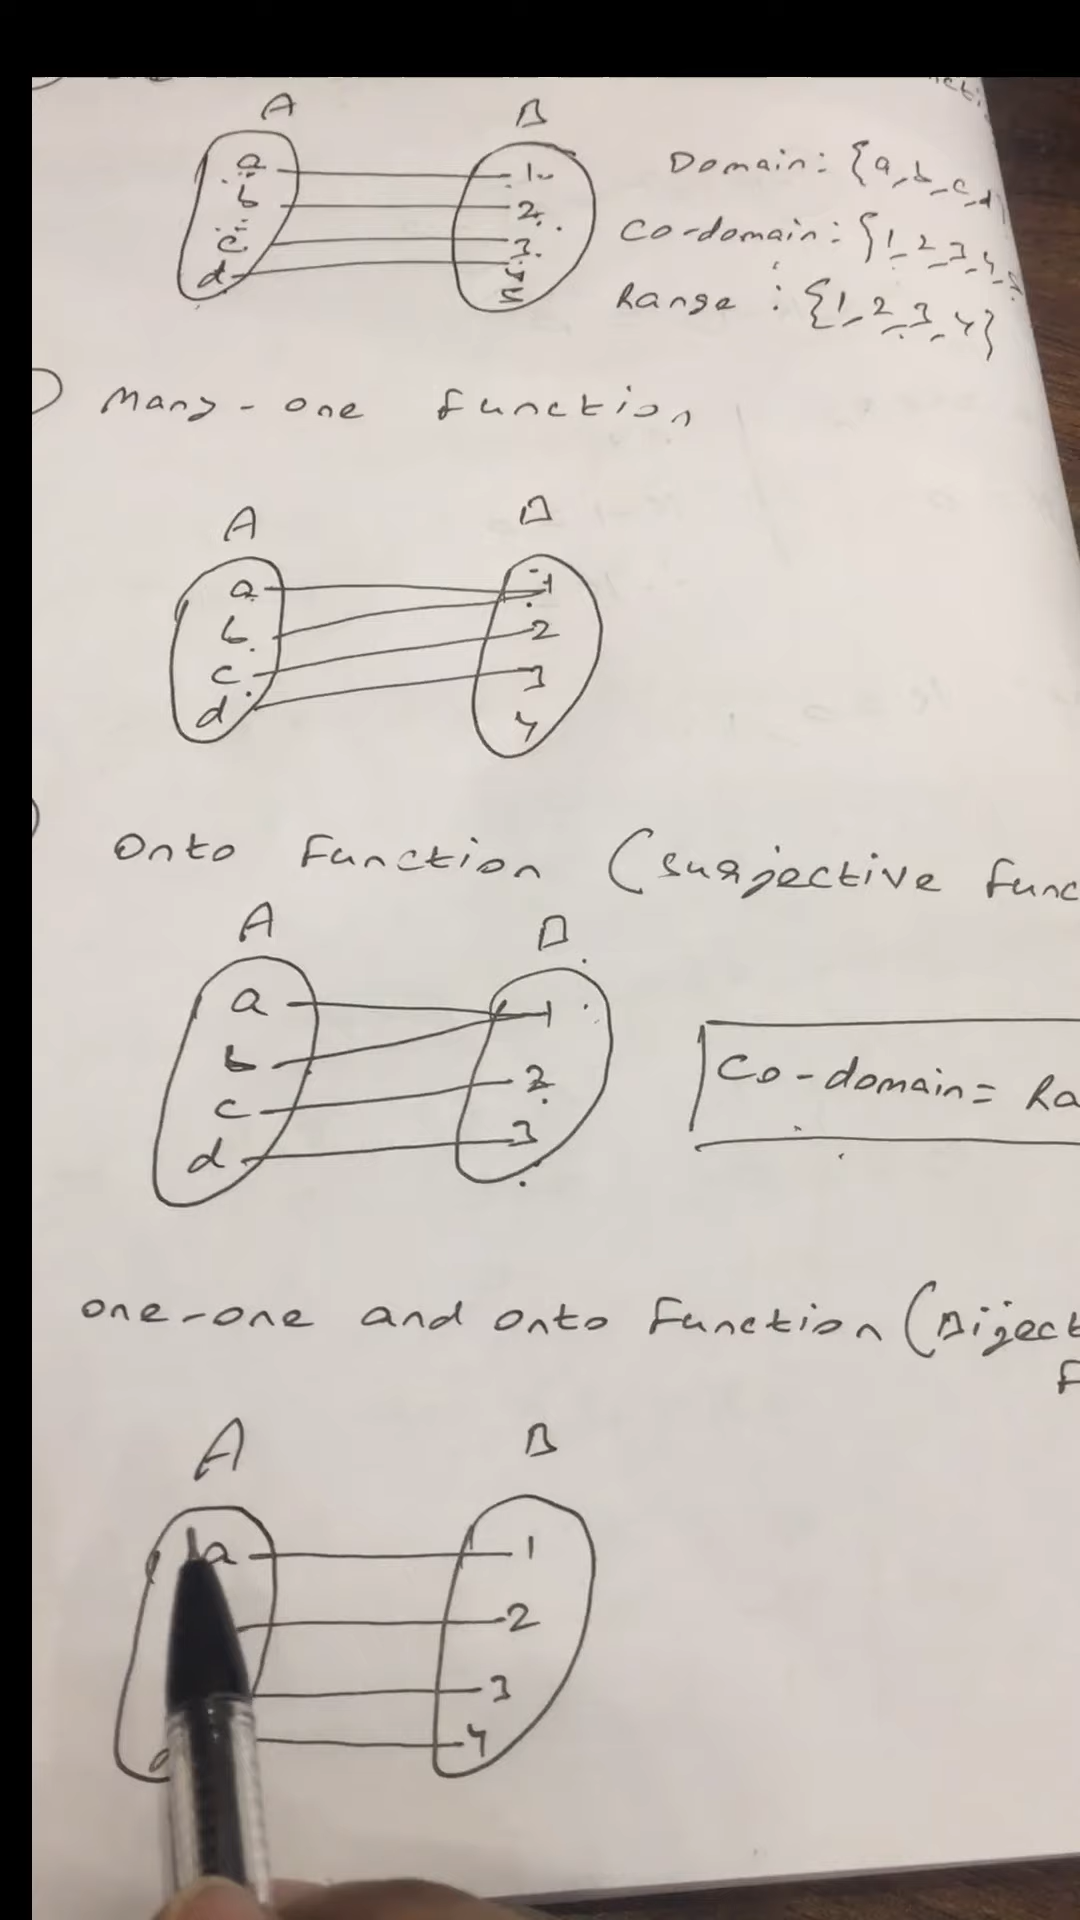 A B
a 1
b 2
c 3
d 4
5
Domain: {a, b, c, d
Co-domain: {1, 2, 3, 4,
Range : {1, 2, 3, 4}
Many-one function
A B
a 1
b 2
c 3
d 4
Onto Function (surjective func
A B
a 1
b 2
c 3
d
Co-domain = Ra
one-one and onto Function (Biject
F
A B
a 1
2
3
4